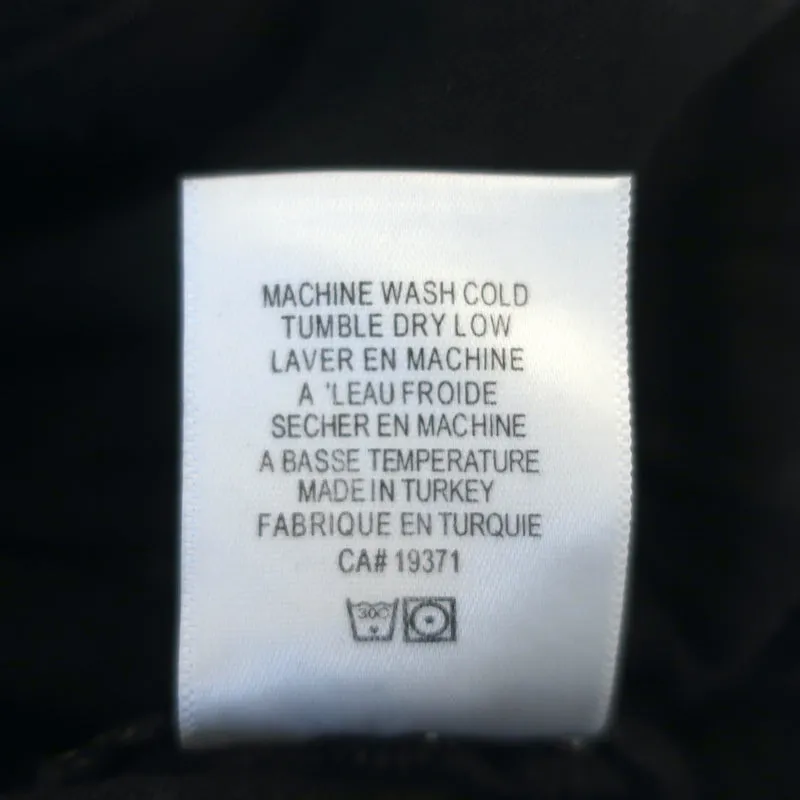 MACHINE WASH COLD
TUMBLE DRY LOW
LAVER EN MACHINE
A 'LEAU FROIDE
SECHER EN MACHINE
A BASSE TEMPERATURE
MADE IN TURKEY
FABRIQUE EN TURQUIE
CA# 19371
30C